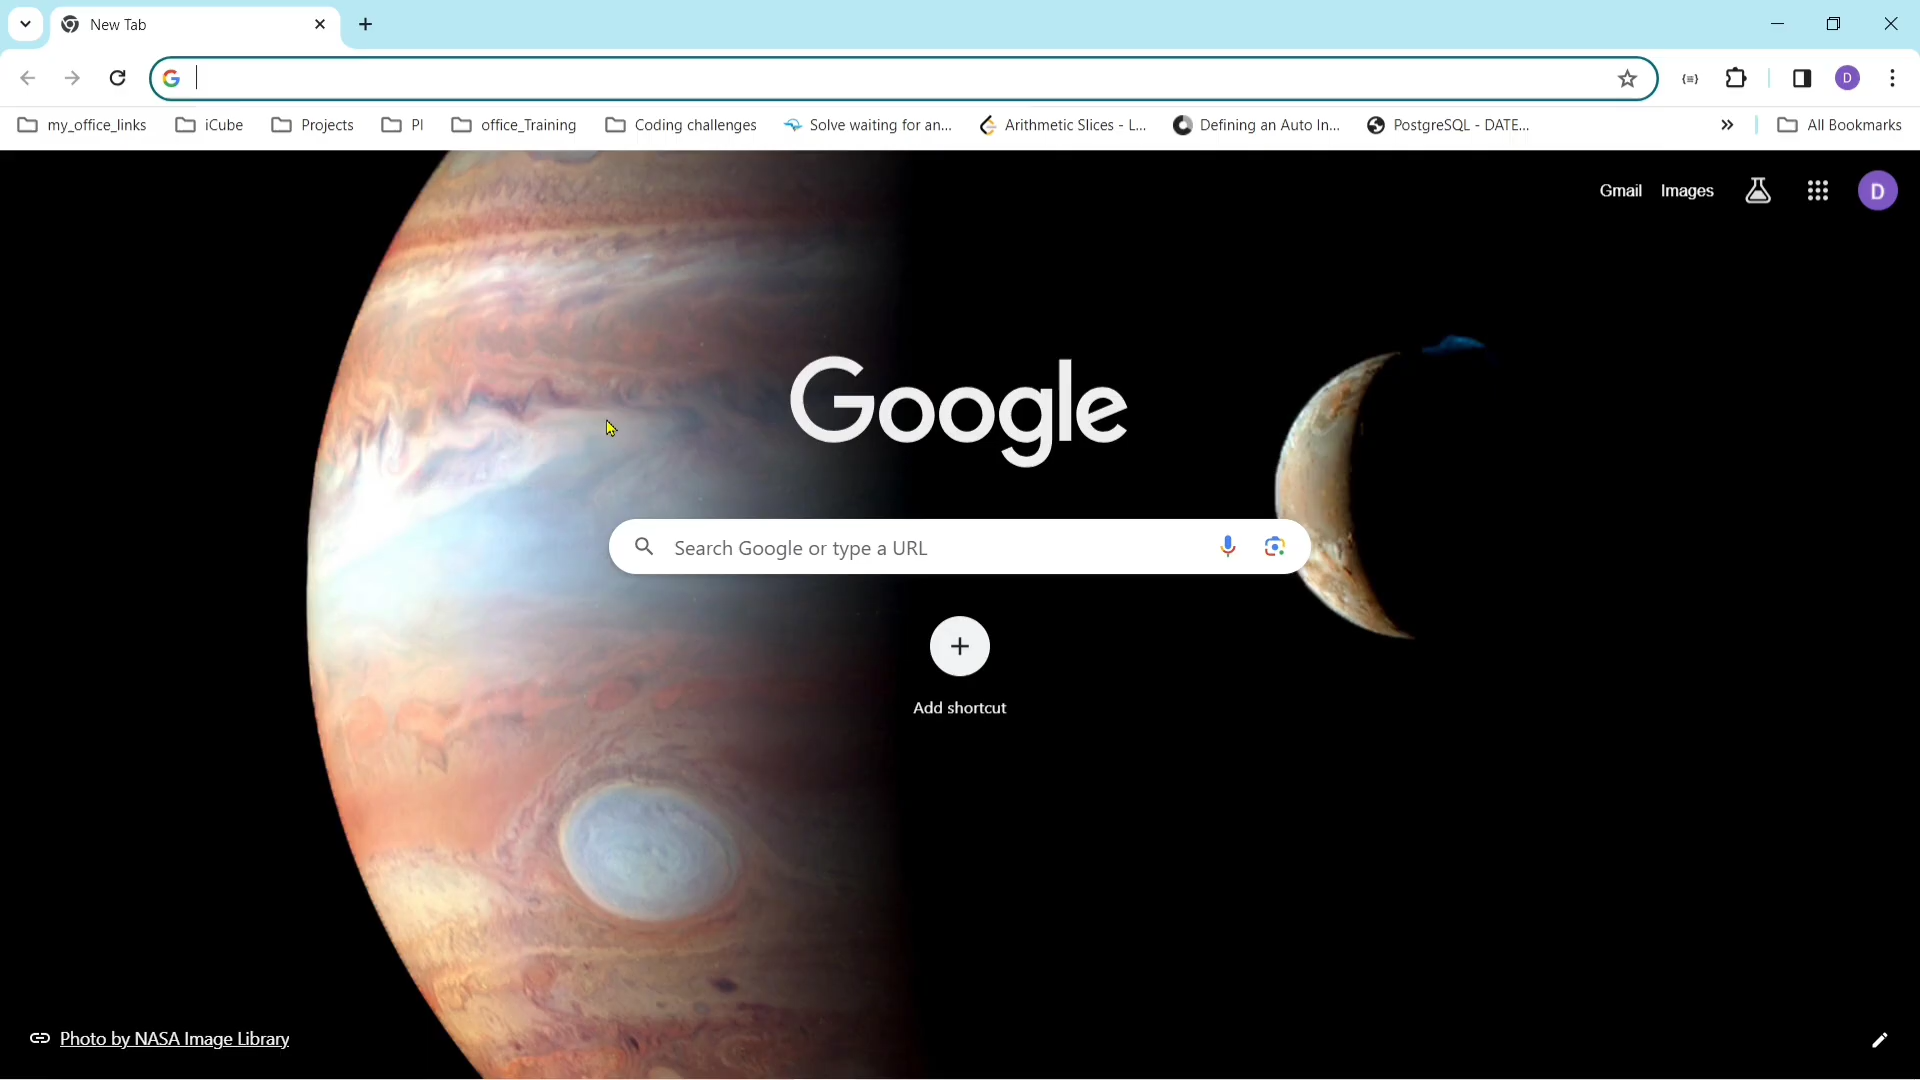 New Tab
my_office_links iCube Projects PI office_Training Coding challenges Solve waiting for an... Arithmetic Slices - L... Defining an Auto In... PostgreSQL - DATE... All Bookmarks
Gmail Images D
Google
Search Google or type a URL
Add shortcut
Photo by NASA Image Library